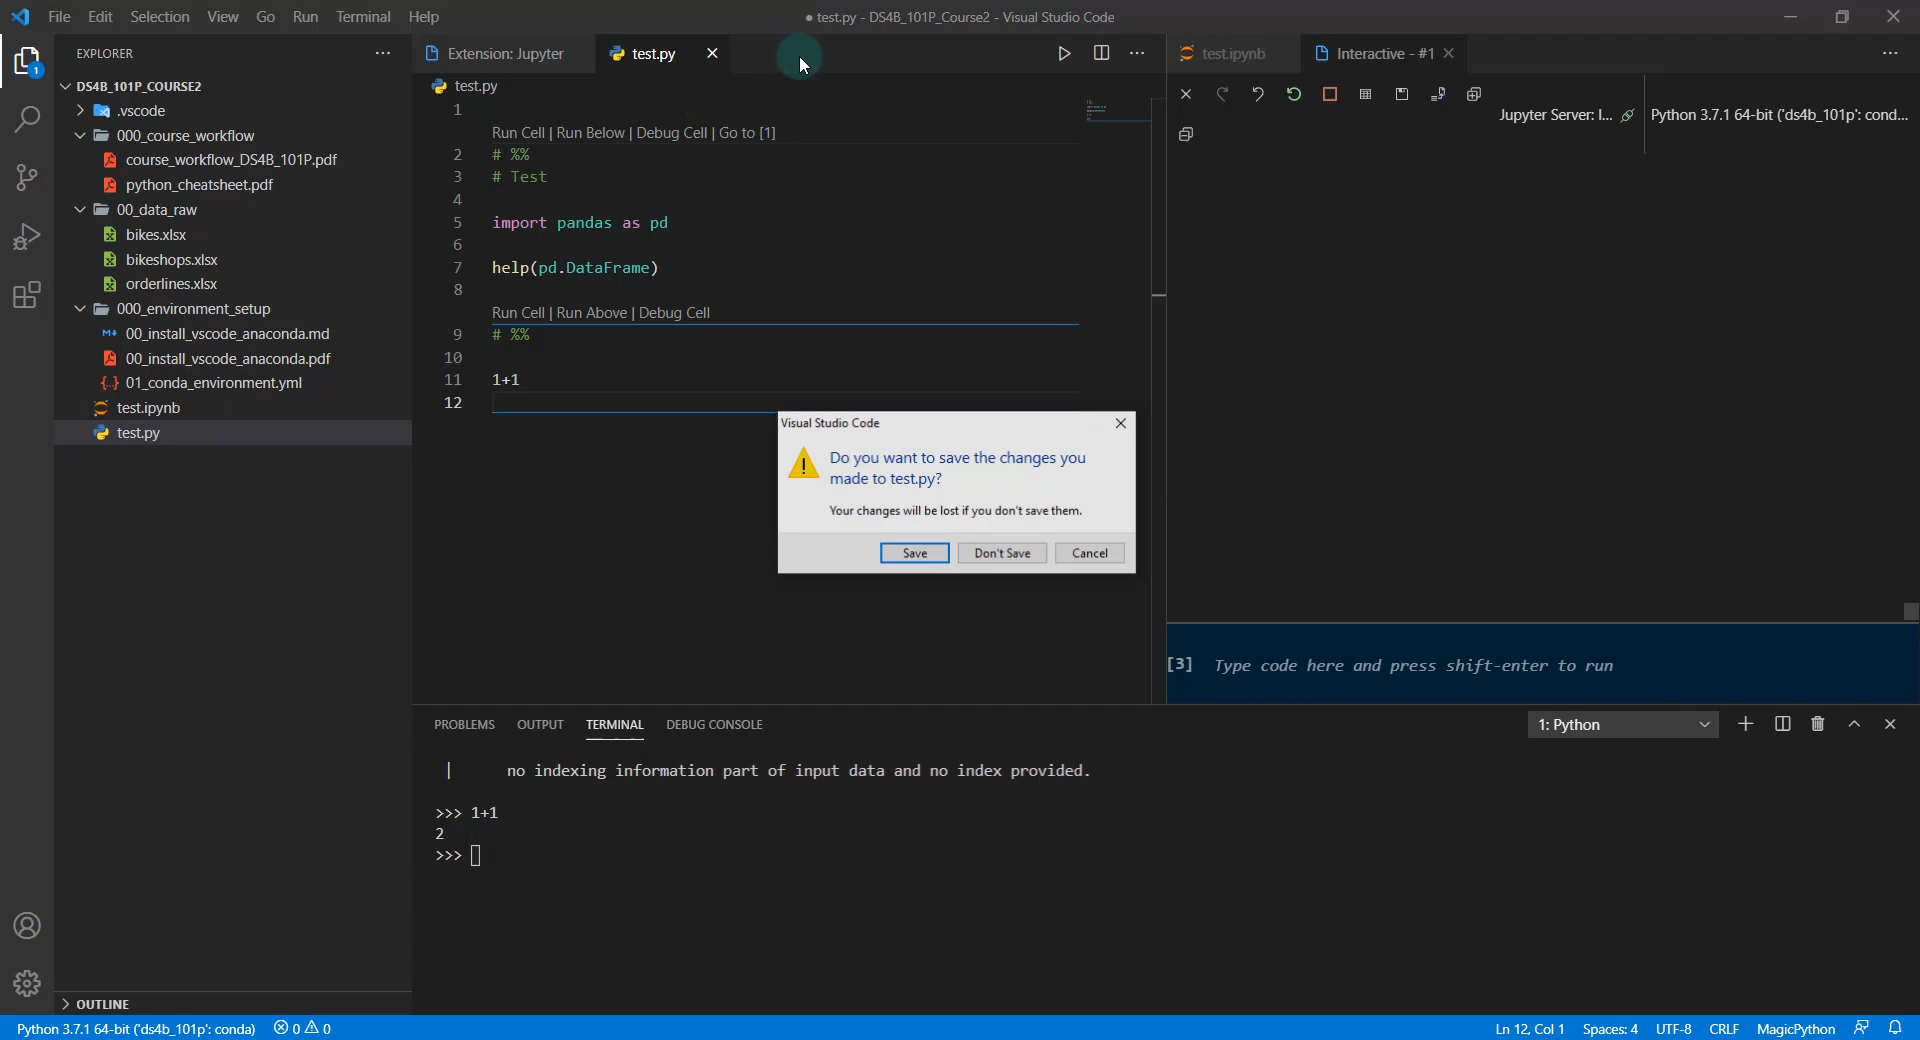 File Edit Selection View Go Run Terminal Help
● test.py - DS4B_101P_Course2 - Visual Studio Code
EXPLORER
DS4B_101P_COURSE2
.vscode
000_course_workflow
course_workflow_DS4B_101P.pdf
python_cheatsheet.pdf
00_data_raw
bikes.xlsx
bikeshops.xlsx
orderlines.xlsx
000_environment_setup
00_install_vscode_anaconda.md
00_install_vscode_anaconda.pdf
01_conda_environment.yml
test.ipynb
test.py
OUTLINE
Extension: Jupyter
test.py
test.py
1
Run Cell | Run Below | Debug Cell | Go to [1]
2 # %%
3 # Test
4
5 import pandas as pd
6
7 help(pd.DataFrame)
8
Run Cell | Run Above | Debug Cell
9 # %%
10
11 1+1
12
Visual Studio Code
Do you want to save the changes you
made to test.py?
Your changes will be lost if you don't save them.
Save Don't Save Cancel
test.ipynb
Interactive - #1
Jupyter Server: l...
Python 3.7.1 64-bit ('ds4b_101p': cond...
[3] Type code here and press shift-enter to run
PROBLEMS OUTPUT TERMINAL DEBUG CONSOLE
1: Python
| no indexing information part of input data and no index provided.
>>> 1+1
2
>>>
1
Python 3.7.1 64-bit ('ds4b_101p': conda) 0 0
Ln 12, Col 1 Spaces: 4 UTF-8 CRLF MagicPython